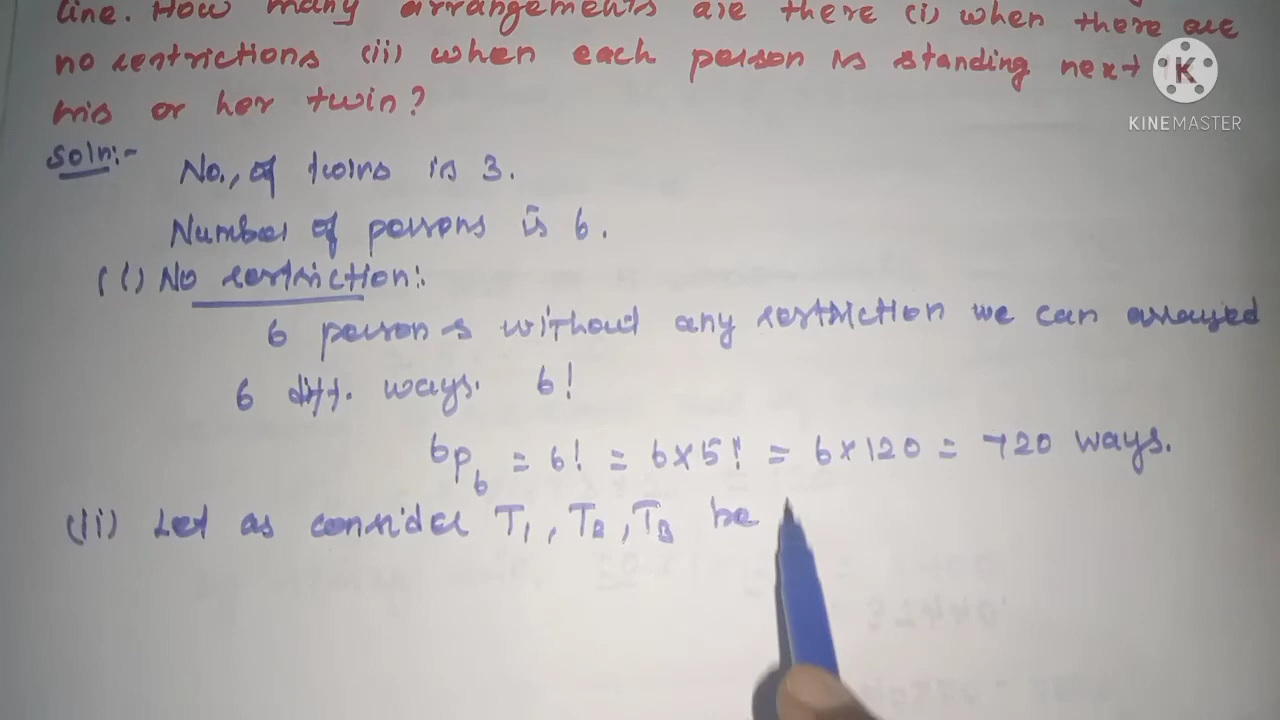 line. How many arrangements are there (i) when there are
no restrictions (ii) when each person is standing next
his or her twin?
Soln:-
No., of twins is 3.
Number of persons is 6.
(i) No restriction:
6 persons without any restriction we can arrayed
6 diff. ways. 6!
6P6 = 6! = 6×5! = 6×120 = 720 ways.
(ii) Let as consider T1, T2, T3 be
K
KINEMASTER